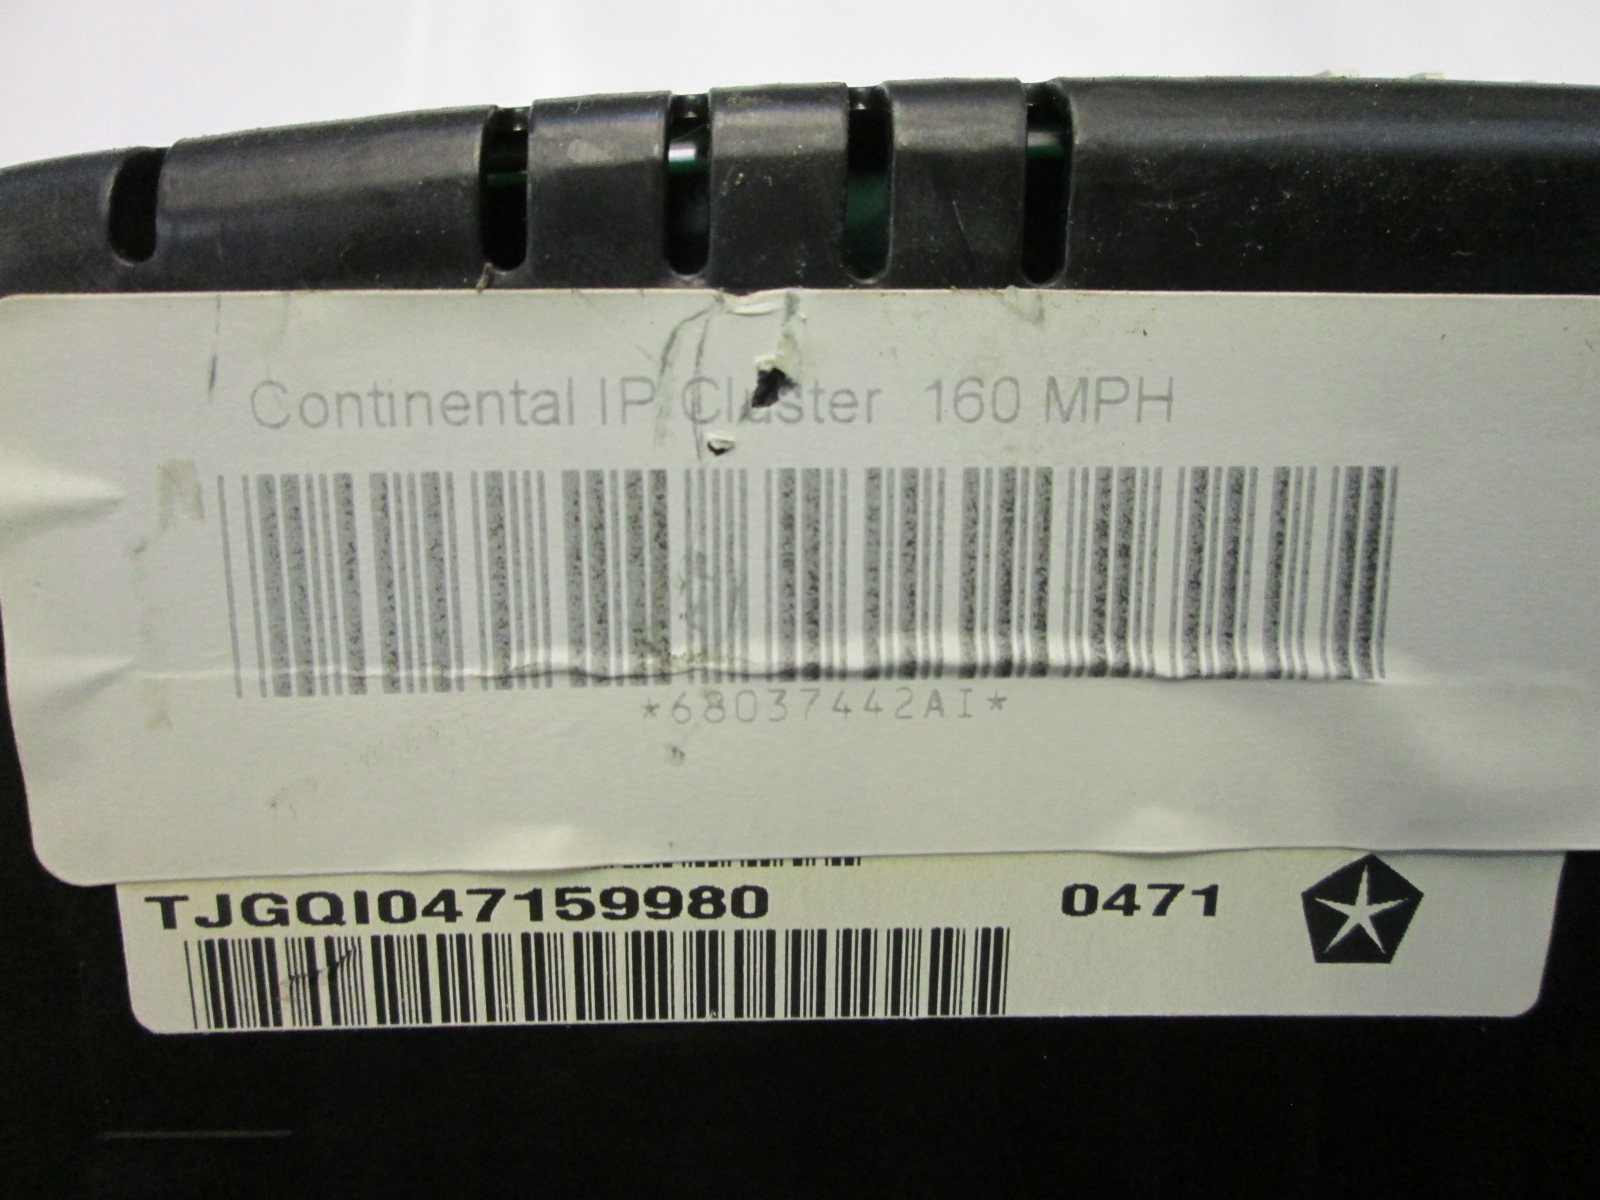 Continental IP Cluster 160 MPH
*68037442AI*
TJGQI047159980 0471